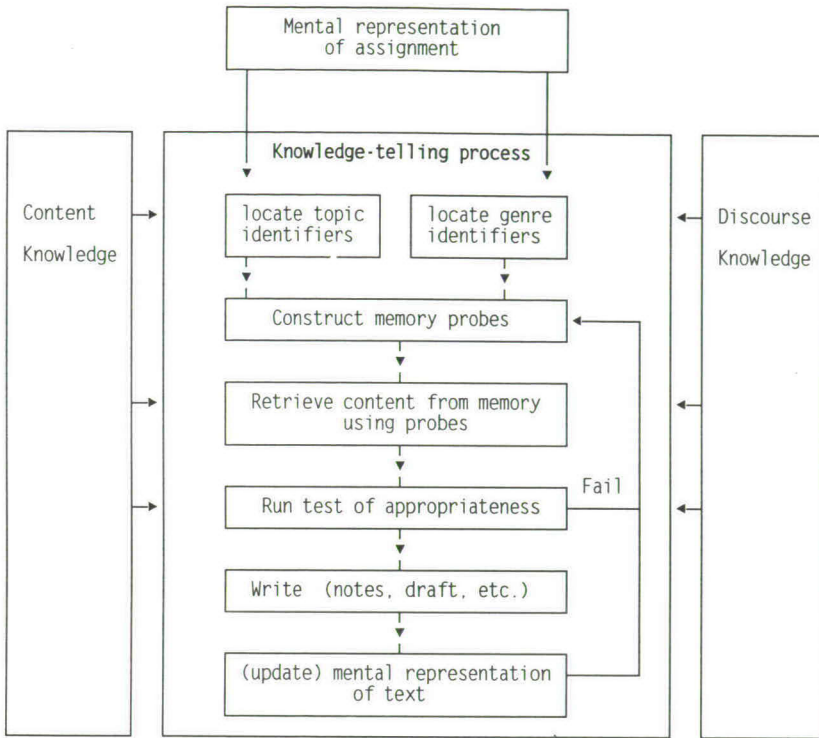 Mental representation
of assignment
Knowledge-telling process
Content
Knowledge
locate topic
identifiers
locate genre
identifiers
Discourse
Knowledge
Construct memory probes
Retrieve content from memory
using probes
Fail
Run test of appropriateness
Write (notes, draft, etc.)
(update) mental representation
of text